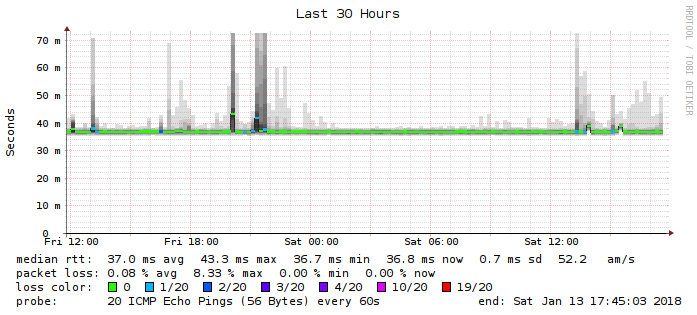 Last 30 Hours
RRDTOOL / TOBI OETIKER
Seconds
70 m
60 m
50 m
40 m
30 m
20 m
10 m
0
Fri 12:00 Fri 18:00 Sat 00:00 Sat 06:00 Sat 12:00
median rtt: 37.0 ms avg 43.3 ms max 36.7 ms min 36.8 ms now 0.7 ms sd 52.2 am/s
packet loss: 0.08 % avg 8.33 % max 0.00 % min 0.00 % now
loss color: 0 1/20 2/20 3/20 4/20 10/20 19/20
probe: 20 ICMP Echo Pings (56 Bytes) every 60s end: Sat Jan 13 17:45:03 2018